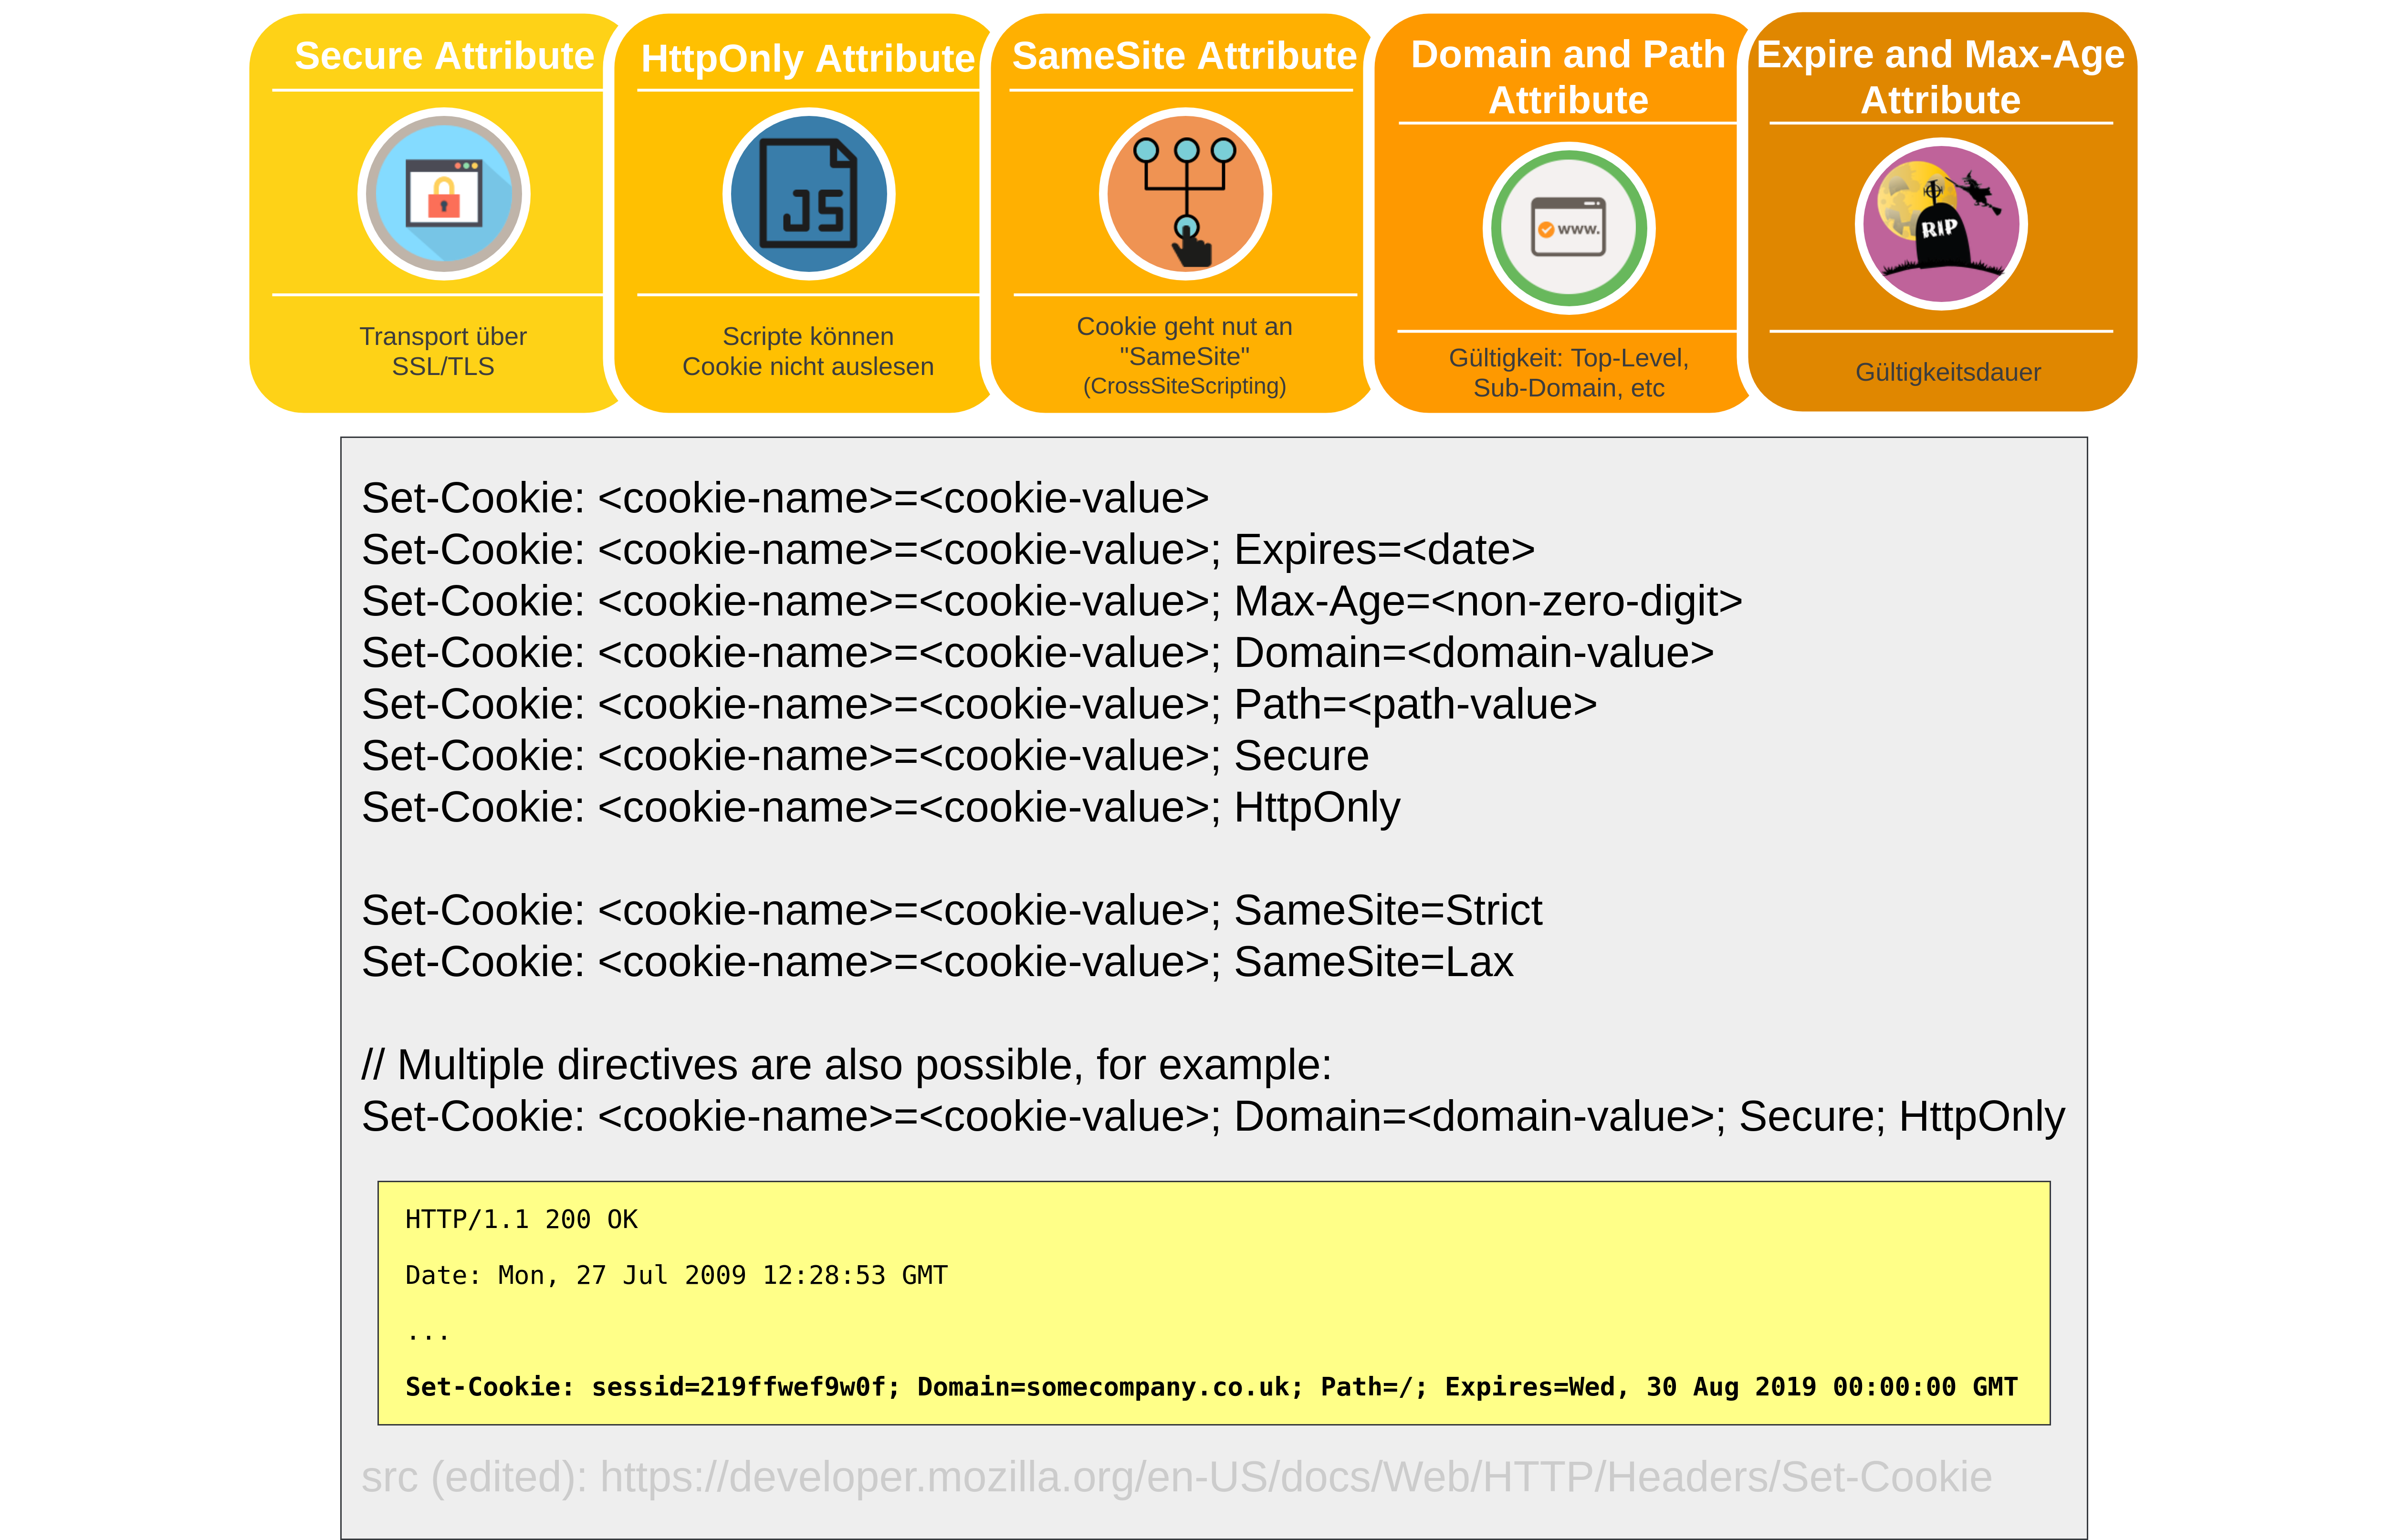 Secure Attribute
Transport über
SSL/TLS
HttpOnly Attribute
JS
Scripte können
Cookie nicht auslesen
SameSite Attribute
Cookie geht nut an
"SameSite"
(CrossSiteScripting)
Domain and Path
Attribute
www.
Gültigkeit: Top-Level,
Sub-Domain, etc
Expire and Max-Age
Attribute
RIP
Gültigkeitsdauer
Set-Cookie: <cookie-name>=<cookie-value>
Set-Cookie: <cookie-name>=<cookie-value>; Expires=<date>
Set-Cookie: <cookie-name>=<cookie-value>; Max-Age=<non-zero-digit>
Set-Cookie: <cookie-name>=<cookie-value>; Domain=<domain-value>
Set-Cookie: <cookie-name>=<cookie-value>; Path=<path-value>
Set-Cookie: <cookie-name>=<cookie-value>; Secure
Set-Cookie: <cookie-name>=<cookie-value>; HttpOnly
Set-Cookie: <cookie-name>=<cookie-value>; SameSite=Strict
Set-Cookie: <cookie-name>=<cookie-value>; SameSite=Lax
// Multiple directives are also possible, for example:
Set-Cookie: <cookie-name>=<cookie-value>; Domain=<domain-value>; Secure; HttpOnly
HTTP/1.1 200 OK
Date: Mon, 27 Jul 2009 12:28:53 GMT
...
Set-Cookie: sessid=219ffwef9w0f; Domain=somecompany.co.uk; Path=/; Expires=Wed, 30 Aug 2019 00:00:00 GMT
src (edited): https://developer.mozilla.org/en-US/docs/Web/HTTP/Headers/Set-Cookie